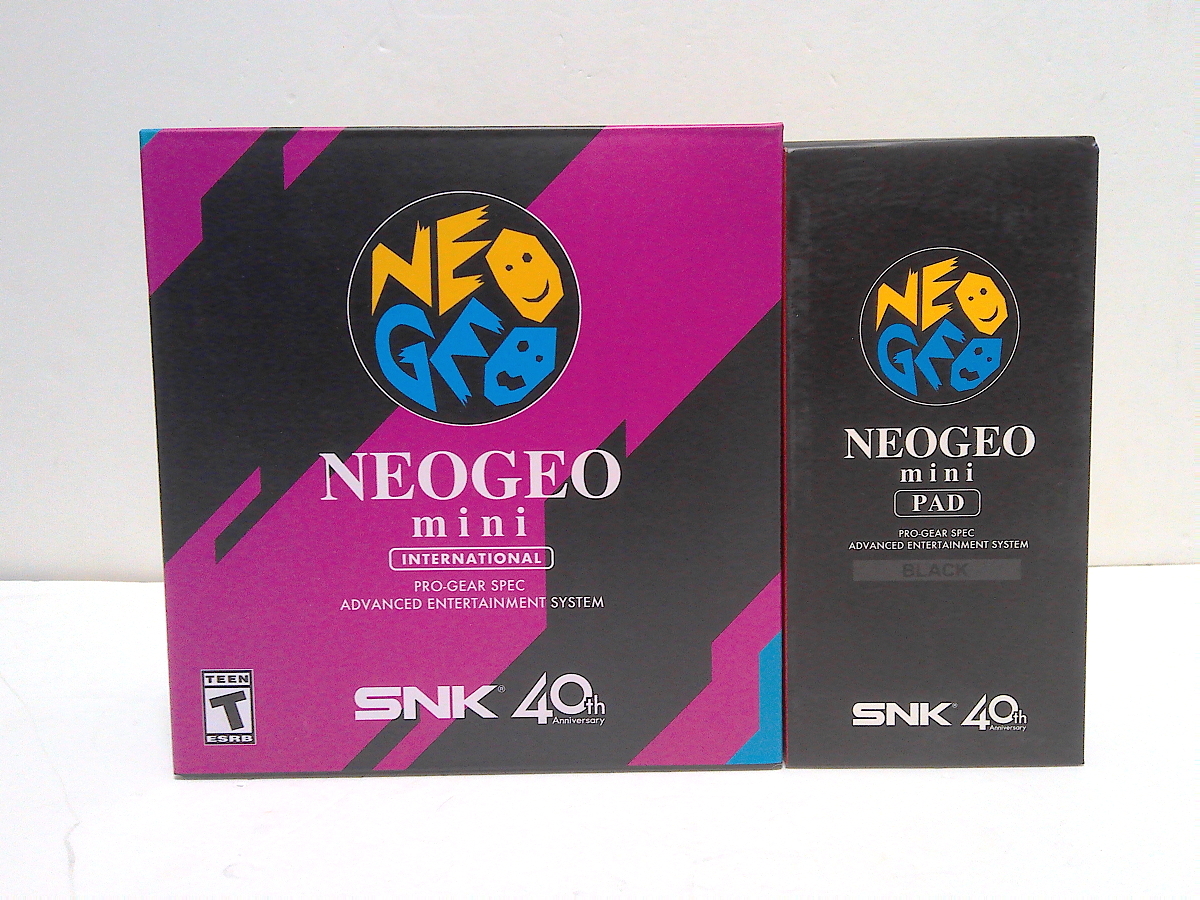 NEO
GEO
NEOGEO
mini
INTERNATIONAL
PRO-GEAR SPEC
ADVANCED ENTERTAINMENT SYSTEM
TEEN
T
ESRB
SNK® 40th
Anniversary
NEO
GEO
NEOGEO
mini
PAD
PRO-GEAR SPEC
ADVANCED ENTERTAINMENT SYSTEM
BLACK
SNK® 40th
Anniversary